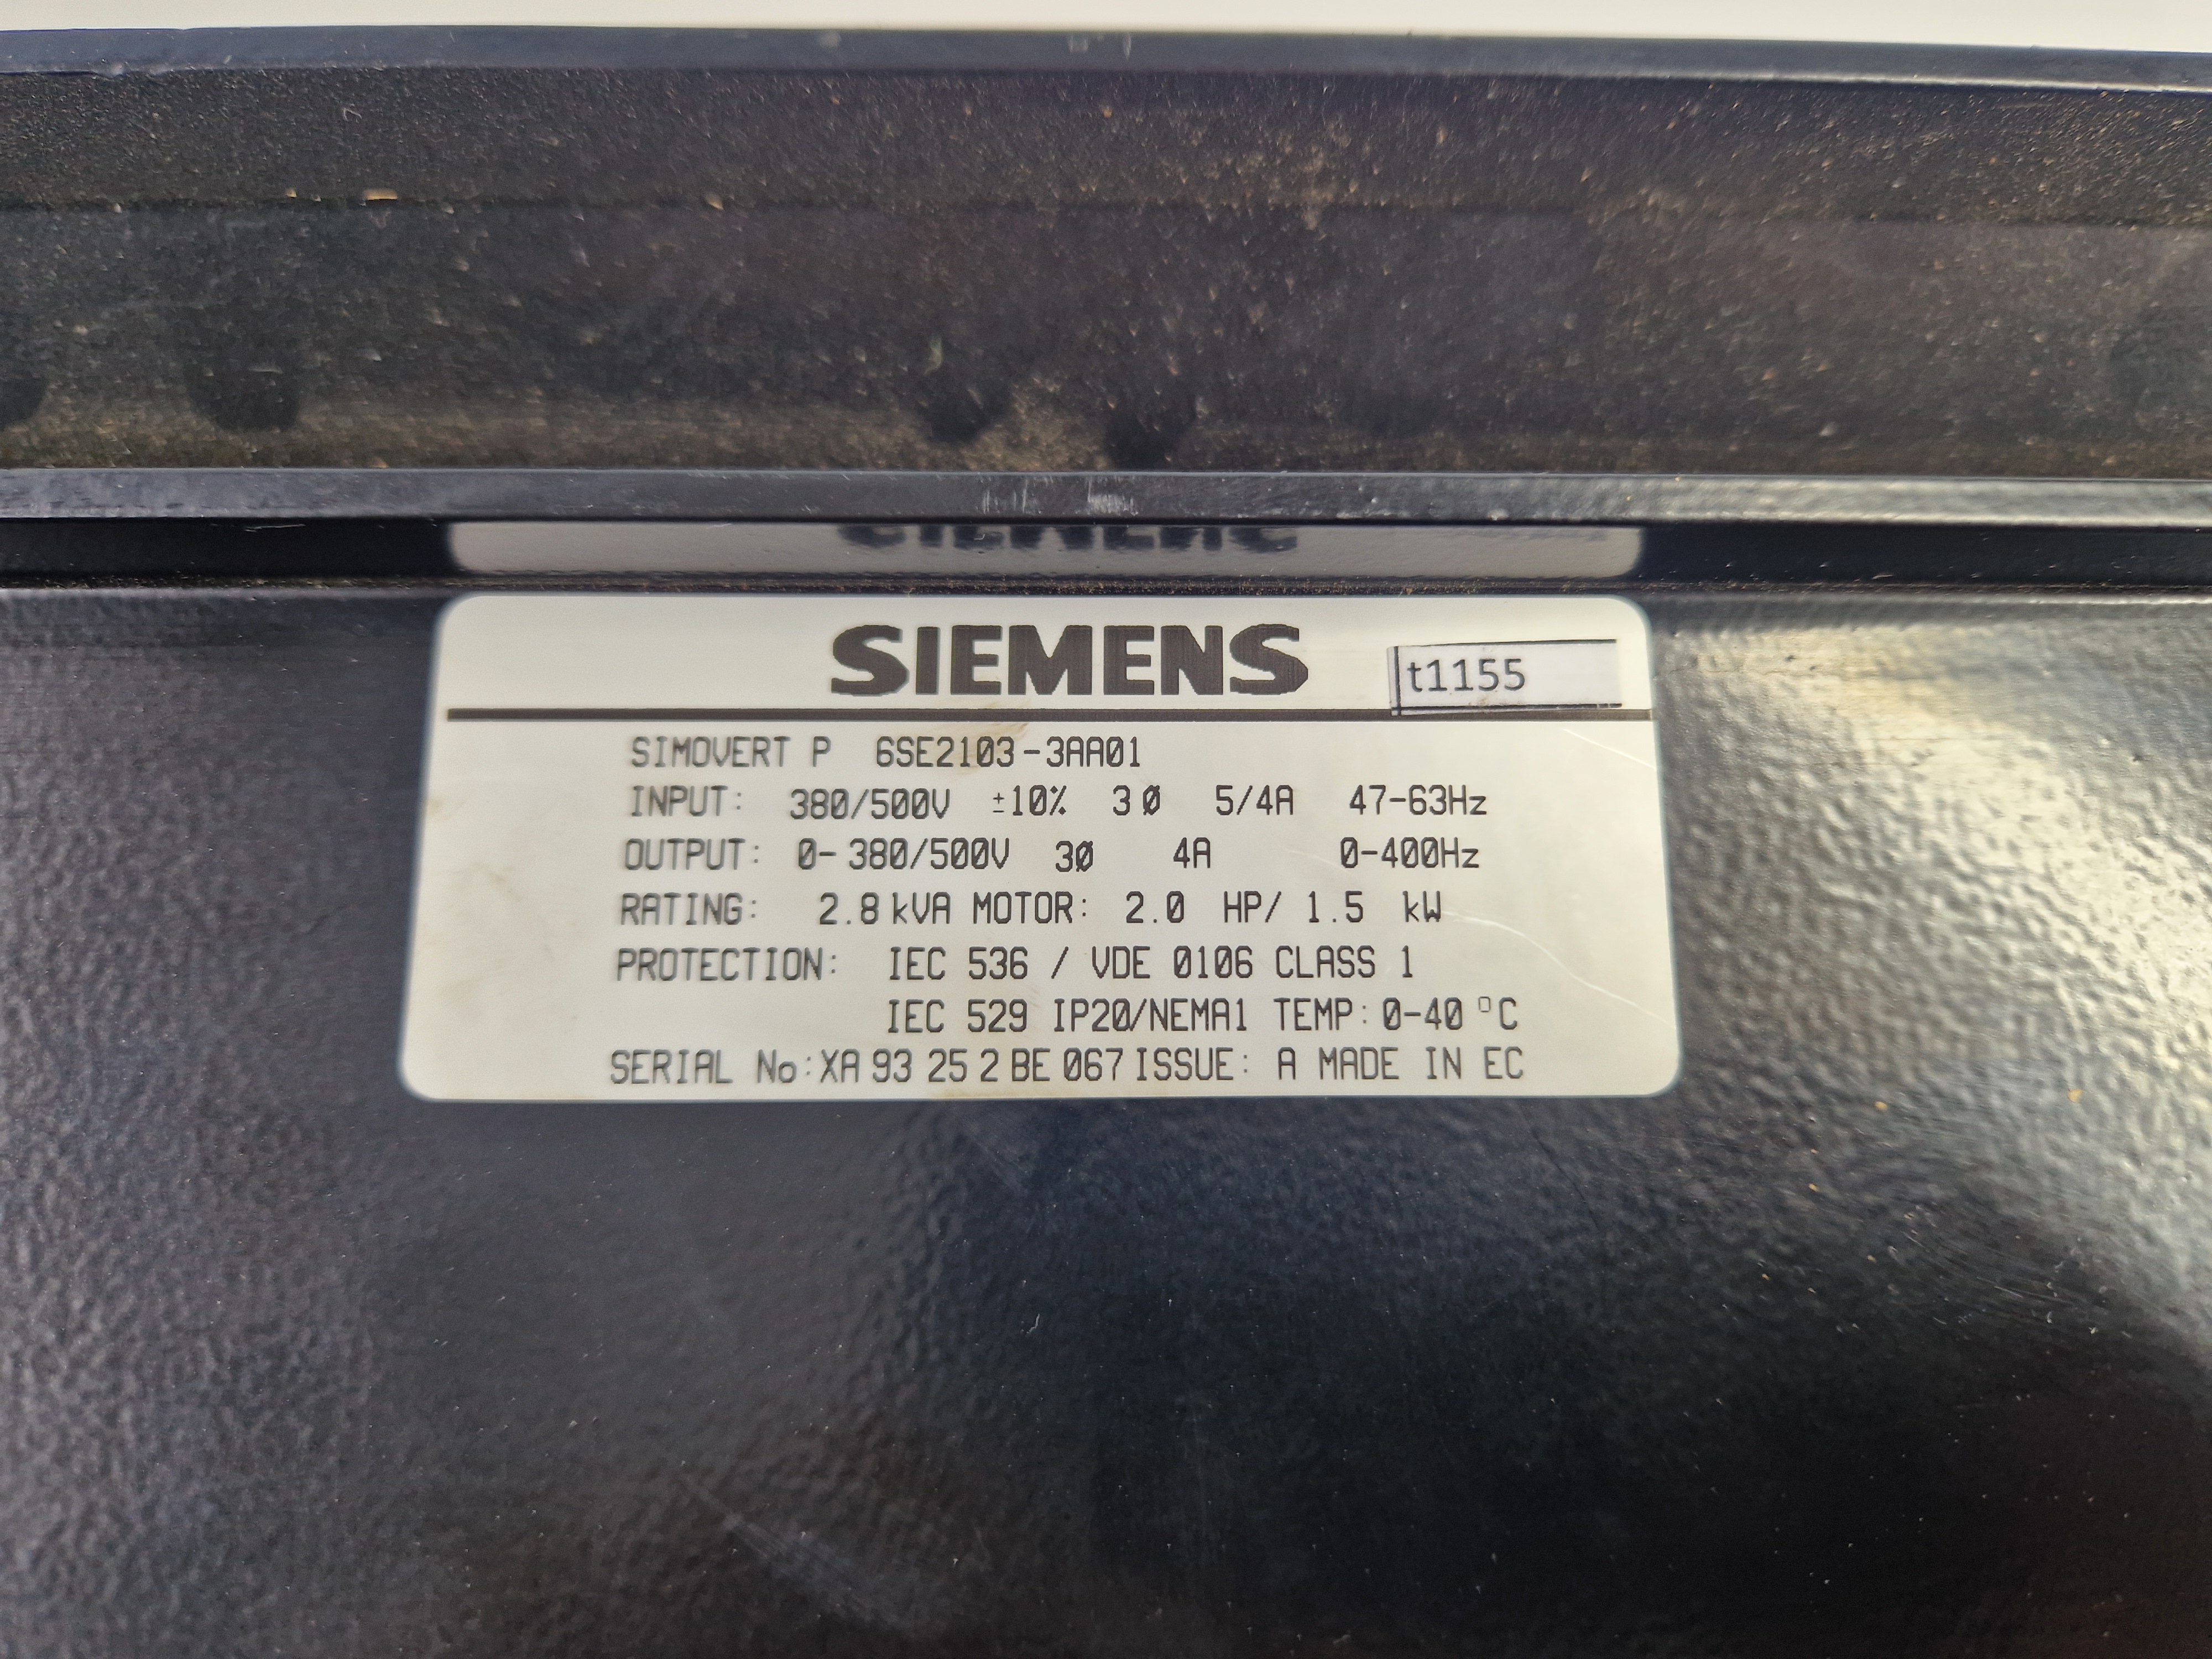 SIEMENS
t1155
SIMOVERT P 6SE2103-3AA01
INPUT: 380/500V ±10% 3Ø 5/4A 47-63Hz
OUTPUT: 0-380/500V 3Ø 4A 0-400Hz
RATING: 2.8 kVA MOTOR: 2.0 HP/ 1.5 kW
PROTECTION: IEC 536 / VDE 0106 CLASS 1
IEC 529 IP20/NEMA1 TEMP: 0-40 °C
SERIAL No:XA 93 25 2 BE 067 ISSUE: A MADE IN EC